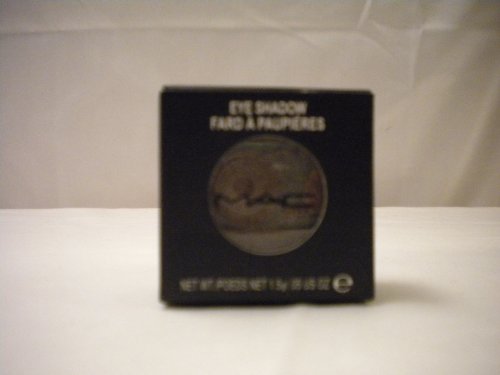 EYE SHADOW
FARD À PAUPIÈRES
MAC
NET WT.·POIDS NET 1.5g/.05 US OZ e